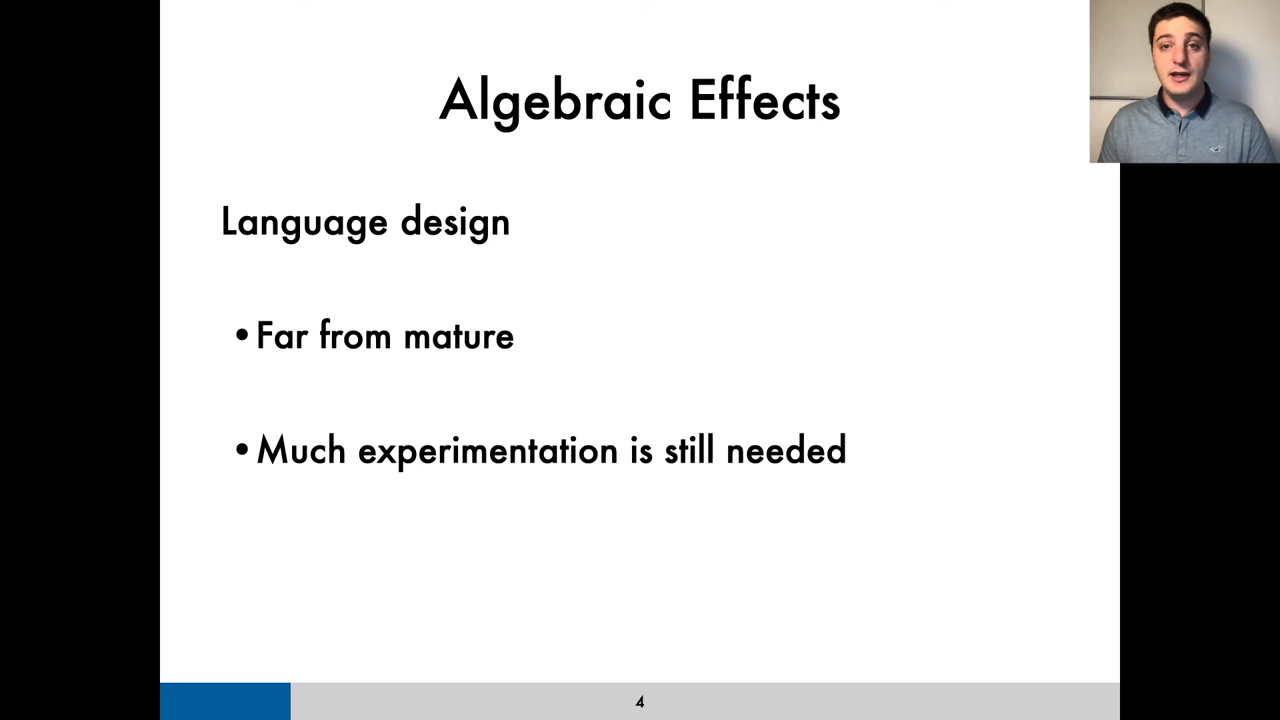 Algebraic Effects
Language design
•Far from mature
•Much experimentation is still needed
4